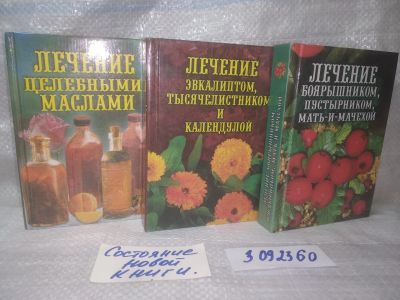 ЛЕЧЕНИЕ
ЦЕЛЕБНЫМИ
МАСЛАМИ
ЛЕЧЕНИЕ
ЭВКАЛИПТОМ,
ТЫСЯЧЕЛИСТНИКОМ
И
КАЛЕНДУЛОЙ
ЛЕЧЕНИЕ
БОЯРЫШНИКОМ,
ПУСТЫРНИКОМ,
МАТЬ-И-МАЧЕХОЙ
Состояние
новой
книги.
3092360